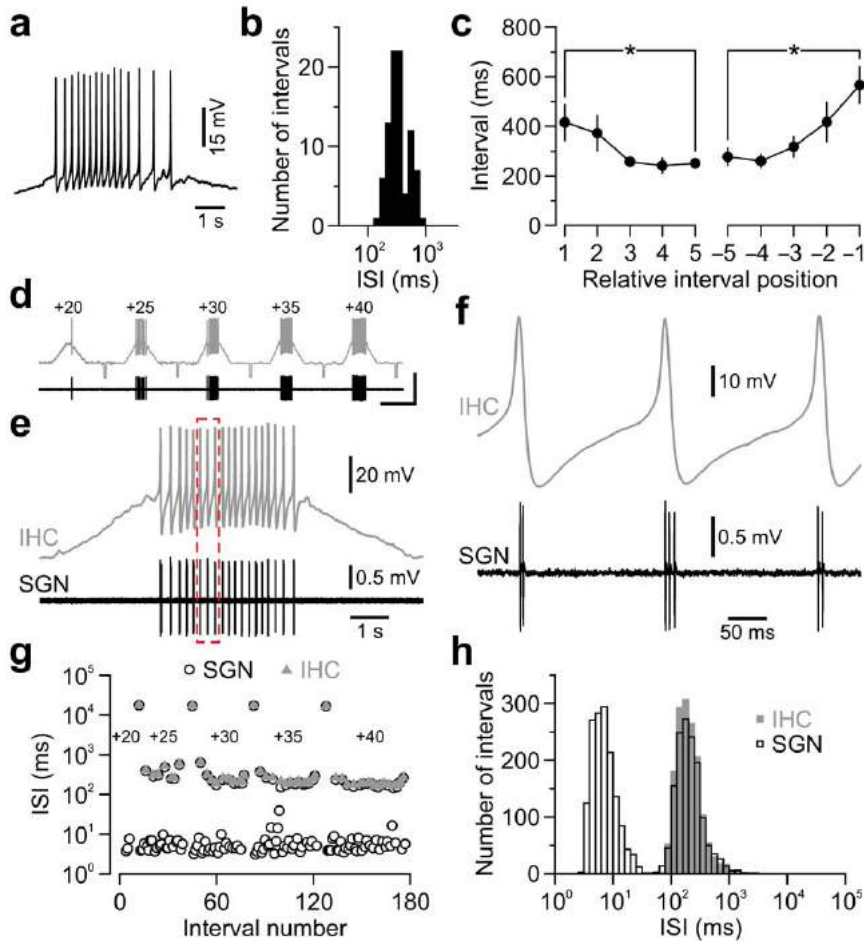 a
15 mV
1 s
b
Number of intervals
20
10
0
10² 10³
ISI (ms)
c
Interval (ms)
800
600
400
200
0
* *
1 2 3 4 5 –5 –4 –3 –2 –1
Relative interval position
d
+20 +25 +30 +35 +40
e
IHC
20 mV
SGN
0.5 mV
1 s
f
IHC
10 mV
SGN
0.5 mV
50 ms
g
SGN IHC
ISI (ms)
10⁵
10⁴
10³
10²
10¹
10⁰
+20 +25 +30 +35 +40
0 60 120 180
Interval number
h
Number of intervals
300
200
100
0
IHC
SGN
10⁰ 10¹ 10² 10³ 10⁴ 10⁵
ISI (ms)